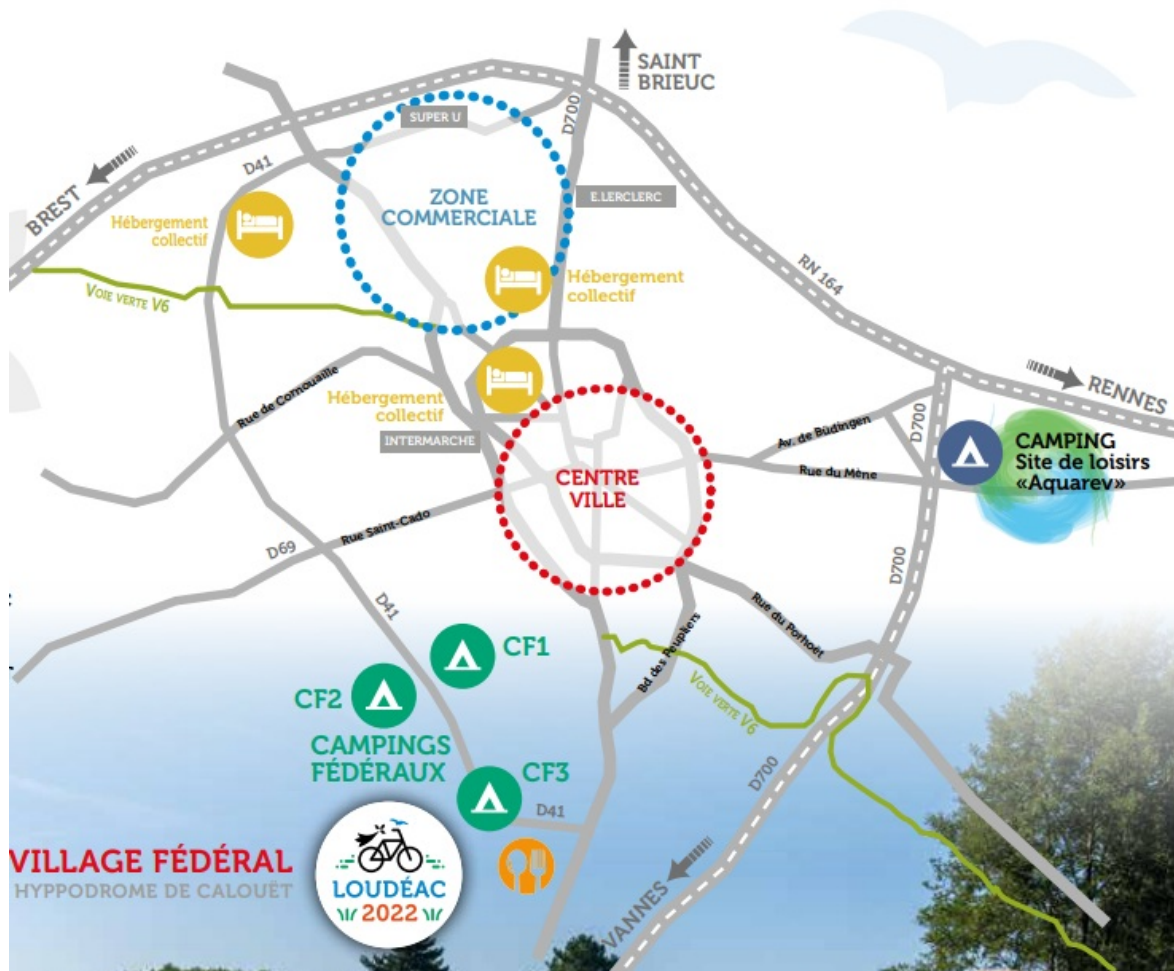 SAINT
BRIEUC
D700
SUPER U
D41
BREST
ZONE
COMMERCIALE
E.LERCLERC
Hébergement
collectif
Hébergement
collectif
VOIE VERTE V6
RN 164
RENNES
Rue de Cornouaille
Hébergement
collectif
INTERMARCHE
D700
Av. de Büdingen
Rue du Mène
CAMPING
Site de loisirs
«Aquarev»
CENTRE
VILLE
Rue Saint-Cado
D69
D41
D700
Rue du Porhoët
Bd des Peupliers
VOIE VERTE V6
CF1
CF2
CAMPINGS
FÉDÉRAUX
CF3
D41
D700
VANNES
VILLAGE FÉDÉRAL
HYPPODROME DE CALOUËT
LOUDÉAC
2022